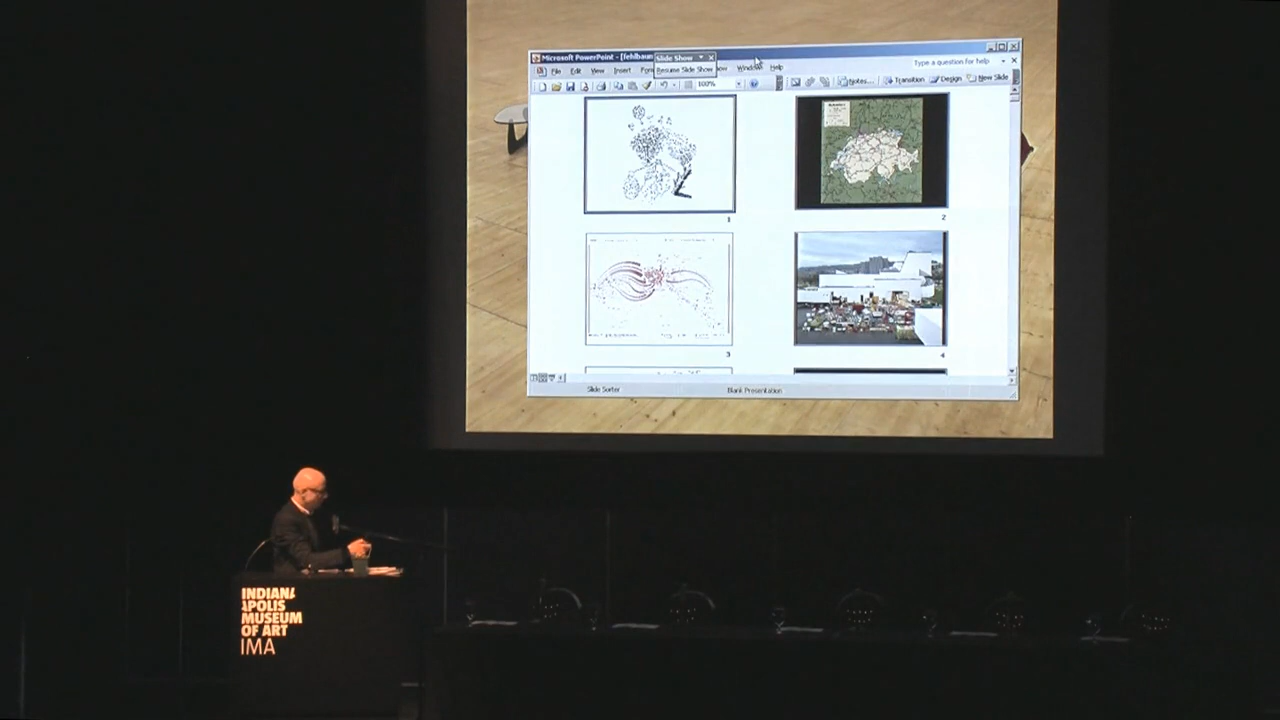 Microsoft PowerPoint - [fehlbaum
Slide Show
Resume Slide Show
Type a question for help
File Edit View Insert Window Help
100% Notes... Transition Design New Slide
1
2
3
4
Slide Sorter
Blank Presentation
INDIANA
POLIS
MUSEUM
OF ART
IMA